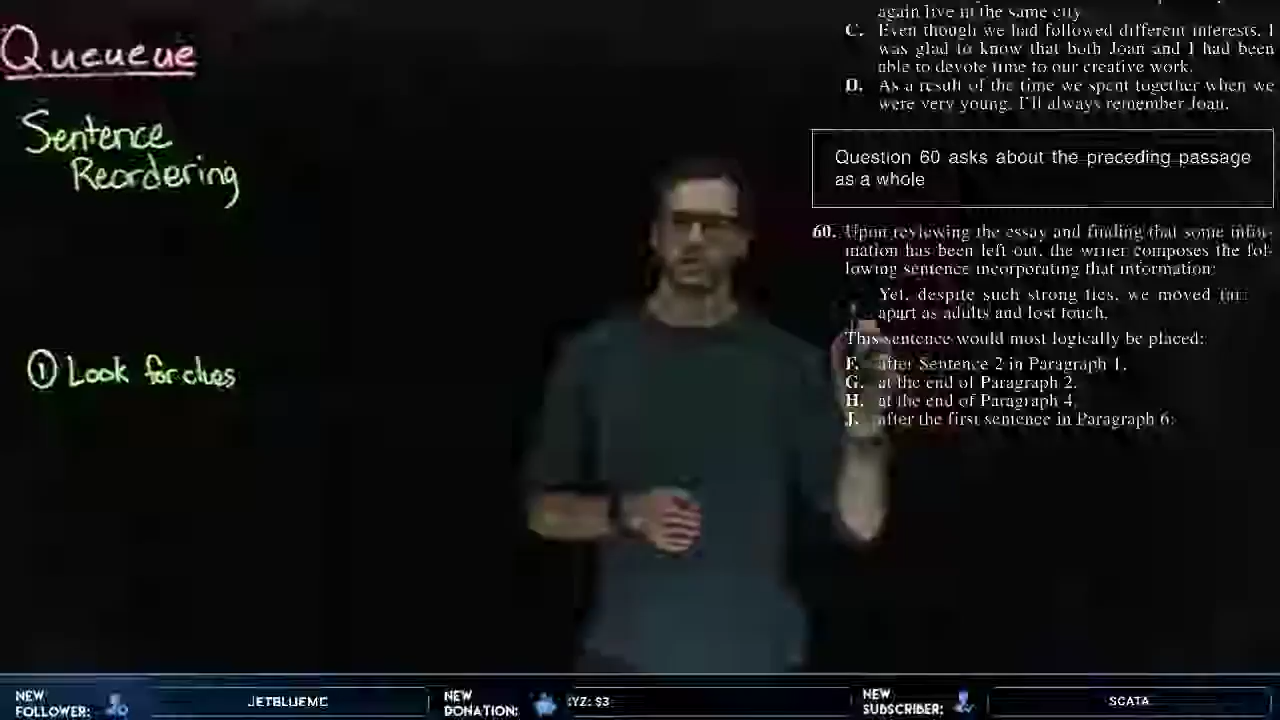 Queueue
Sentence
Reordering
① Look for clues
again live in the same city
C. Even though we had followed different interests, I
was glad to know that both Joan and I had been
able to devote time to our creative work.
D. As a result of the time we spent together when we
were very young, I'll always remember Joan.
Question 60 asks about the preceding passage
as a whole
60. Upon reviewing the essay and finding that some infor-
mation has been left out, the writer composes the fol-
lowing sentence incorporating that information:
Yet, despite such strong ties, we moved
apart as adults and lost touch.
This sentence would most logically be placed:
F. after Sentence 2 in Paragraph 1.
G. at the end of Paragraph 2.
H. at the end of Paragraph 4.
J. after the first sentence in Paragraph 6.
NEW
FOLLOWER:
JETBLUEMC
NEW
DONATION:
XYZ: $3
NEW
SUBSCRIBER:
SCATA